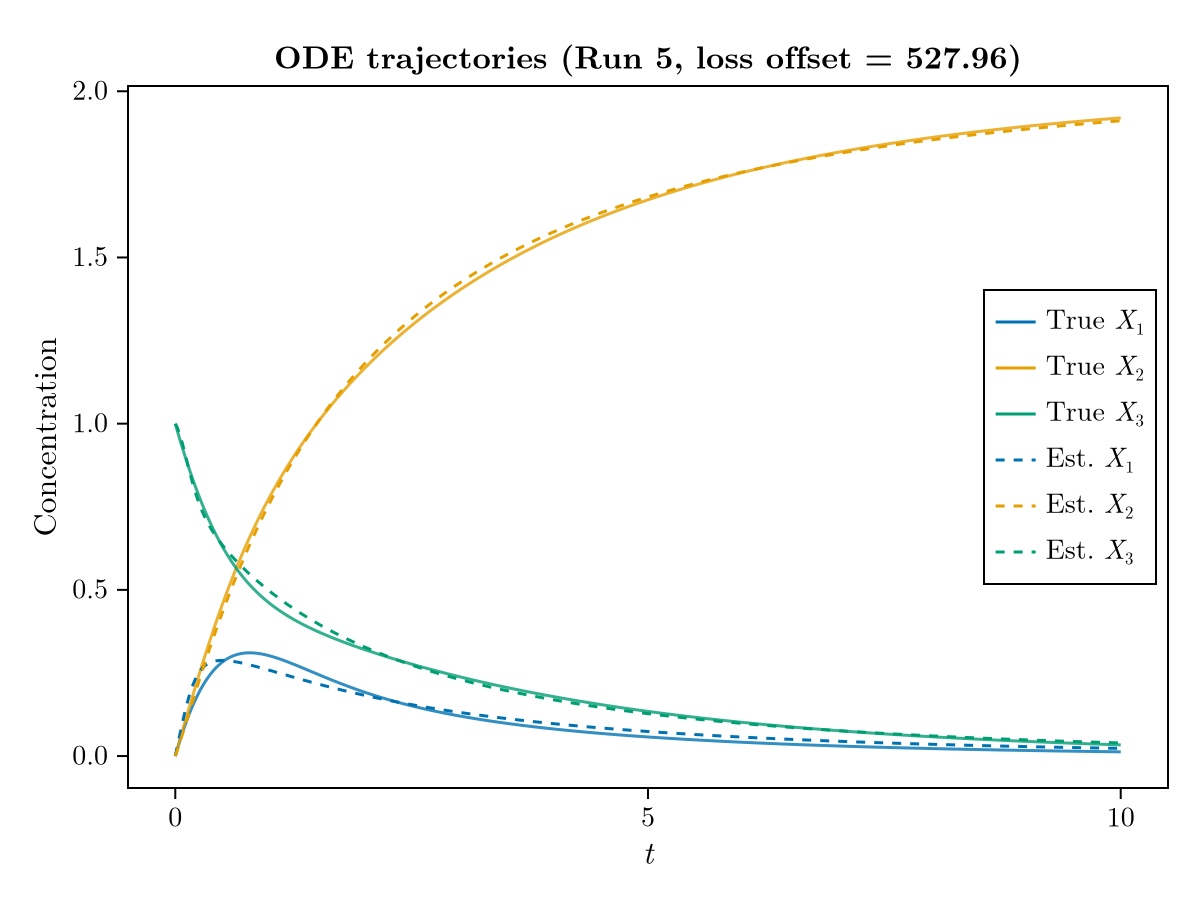 ODE trajectories (Run 5, loss offset = 527.96)
2.0
1.5
1.0
0.5
0.0
Concentration
0
5
10
t
True X₁
True X₂
True X₃
Est. X₁
Est. X₂
Est. X₃